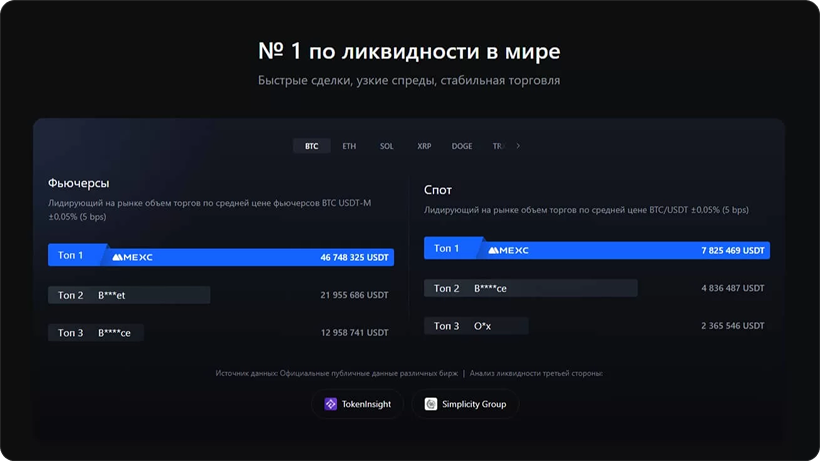 № 1 по ликвидности в мире
Быстрые сделки, узкие спреды, стабильная торговля
BTC ETH SOL XRP DOGE
Фьючерсы
Лидирующий на рынке объем торгов по средней цене фьючерсов BTC USDT-M
±0.05% (5 bps)
Топ 1 MEXC 46 748 325 USDT
Топ 2 B***et 21 955 686 USDT
Топ 3 B****ce 12 958 741 USDT
Спот
Лидирующий на рынке объем торгов по средней цене BTC/USDT ±0.05% (5 bps)
Топ 1 MEXC 7 825 469 USDT
Топ 2 B****ce 4 836 487 USDT
Топ 3 O*x 2 365 546 USDT
Источник данных: Официальные публичные данные различных бирж | Анализ ликвидности третьей стороны:
TokenInsight Simplicity Group